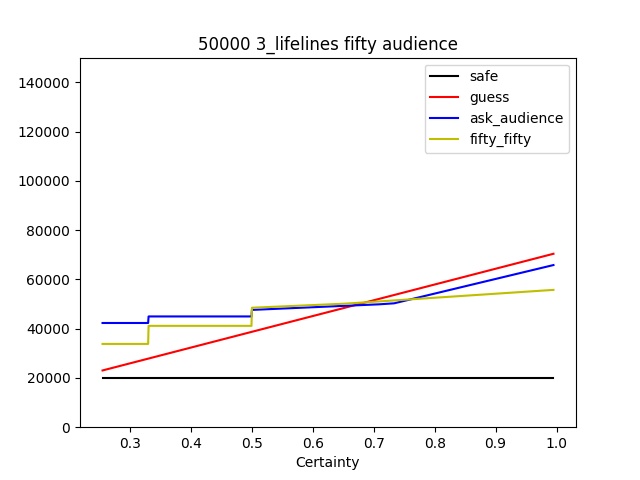 50000 3_lifelines fifty audience
safe
guess
ask_audience
fifty_fifty
140000
120000
100000
80000
60000
40000
20000
0
0.3 0.4 0.5 0.6 0.7 0.8 0.9 1.0
Certainty